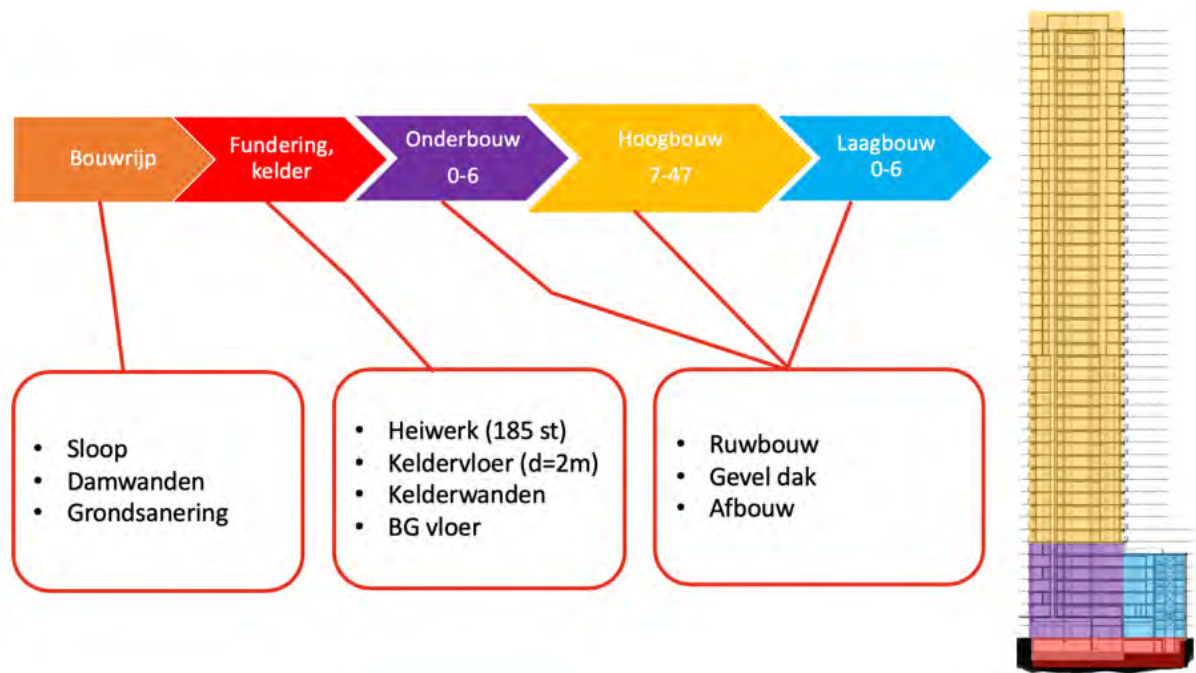 Bouwrijp
Fundering,
kelder
Onderbouw
0-6
Hoogbouw
7-47
Laagbouw
0-6
• Sloop
• Damwanden
• Grondsanering
• Heiwerk (185 st)
• Keldervloer (d=2m)
• Kelderwanden
• BG vloer
• Ruwbouw
• Gevel dak
• Afbouw